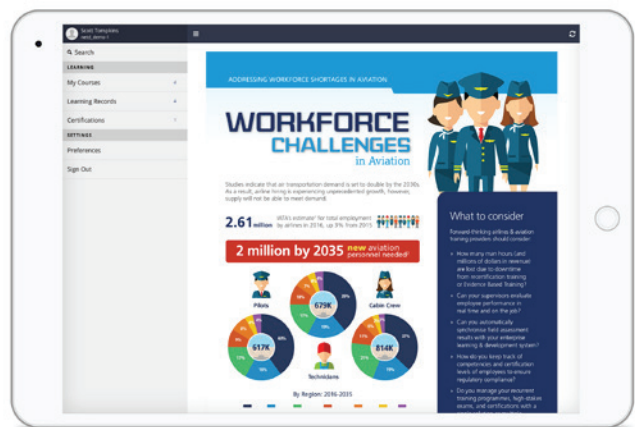 Scott Tompkins
Search
LEARNING
My Courses
Learning Records
Certifications
SETTINGS
Preferences
Sign Out
ADDRESSING WORKFORCE SHORTAGES IN AVIATION
WORKFORCE
CHALLENGES
in Aviation
Studies indicate that air transportation demand is set to double by the 2030s.
As a result, airline hiring is experiencing unprecedented growth, however,
supply will not be able to meet demand.
2.61 million
IATA's estimate* for total employment
by airlines in 2016, up 3% from 2015
2 million by 2035 new aviation
personnel needed!
Pilots
Cabin Crew
617K
679K
814K
Technicians
By Region: 2016-2035
What to consider
Forward-thinking airlines & aviation
training providers should consider:
» How many man hours (and
millions of dollars in revenue)
are lost due to downtime
from recertification training
or Evidence Based Training?
» Can your supervisors evaluate
employee performance in
real time and on the job?
» Can you automatically
synchronise field assessment
results with your enterprise
learning & development system?
» How do you keep track of
competencies and certification
levels of employees to ensure
regulatory compliance?
» Do you manage your recurrent
training programmes, high-stakes
exams, and certifications with a